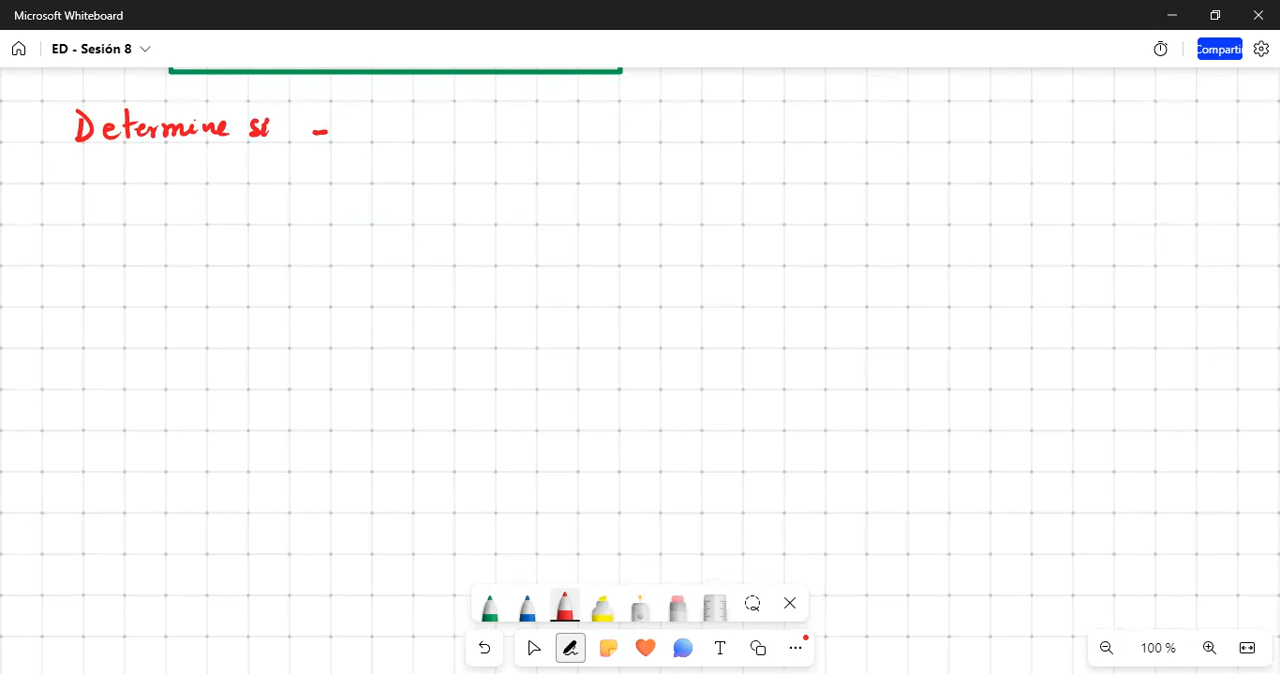 Microsoft Whiteboard
ED - Sesión 8
Comparti
Determine si -
T
100 %